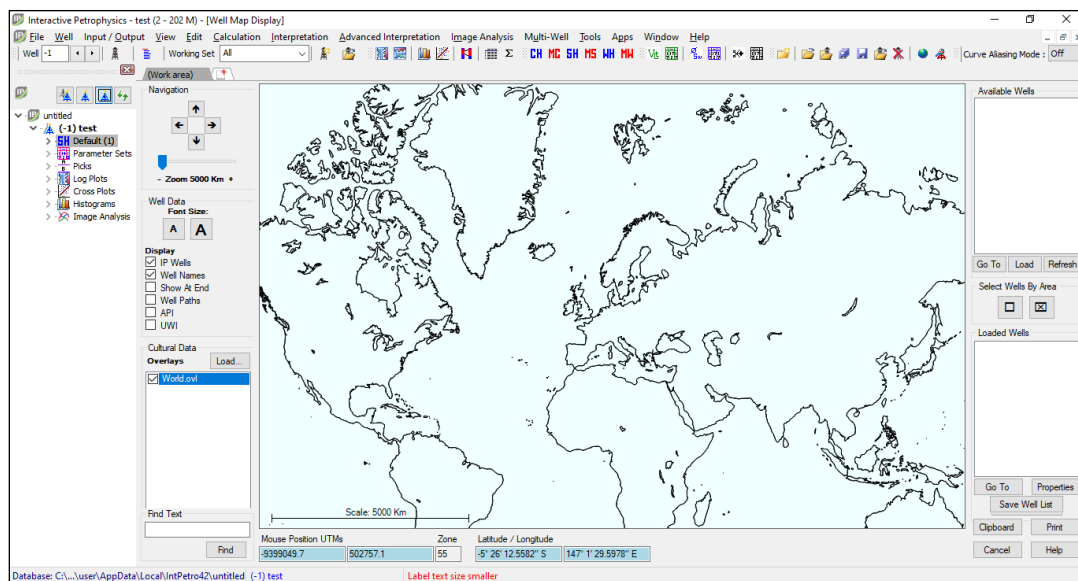 Interactive Petrophysics - test (2 - 202 M) - [Well Map Display]
File Well Input / Output View Edit Calculation Interpretation Advanced Interpretation Image Analysis Multi-Well Tools Apps Window Help
Well -1 Working Set All CH MC SH MS WH MW Curve Aliasing Mode : Off
(Work area)
untitled
(-1) test
SH Default (1)
Parameter Sets
Picks
Log Plots
Cross Plots
Histograms
Image Analysis
Navigation
- Zoom 5000 Km +
Well Data
Font Size:
A A
Display
IP Wells
Well Names
Show At End
Well Paths
API
UWI
Cultural Data
Overlays Load...
World.ovl
Find Text
Find
Scale: 5000 Km
Mouse Position UTMs Zone Latitude / Longitude
-9399049.7 502757.1 55 -5° 26' 12.5582" S 147° 1' 29.5978" E
Available Wells
Go To Load Refresh
Select Wells By Area
Loaded Wells
Go To Properties
Save Well List
Clipboard Print
Cancel Help
Database: C:\...\user\AppData\Local\IntPetro42\untitled (-1) test Label text size smaller